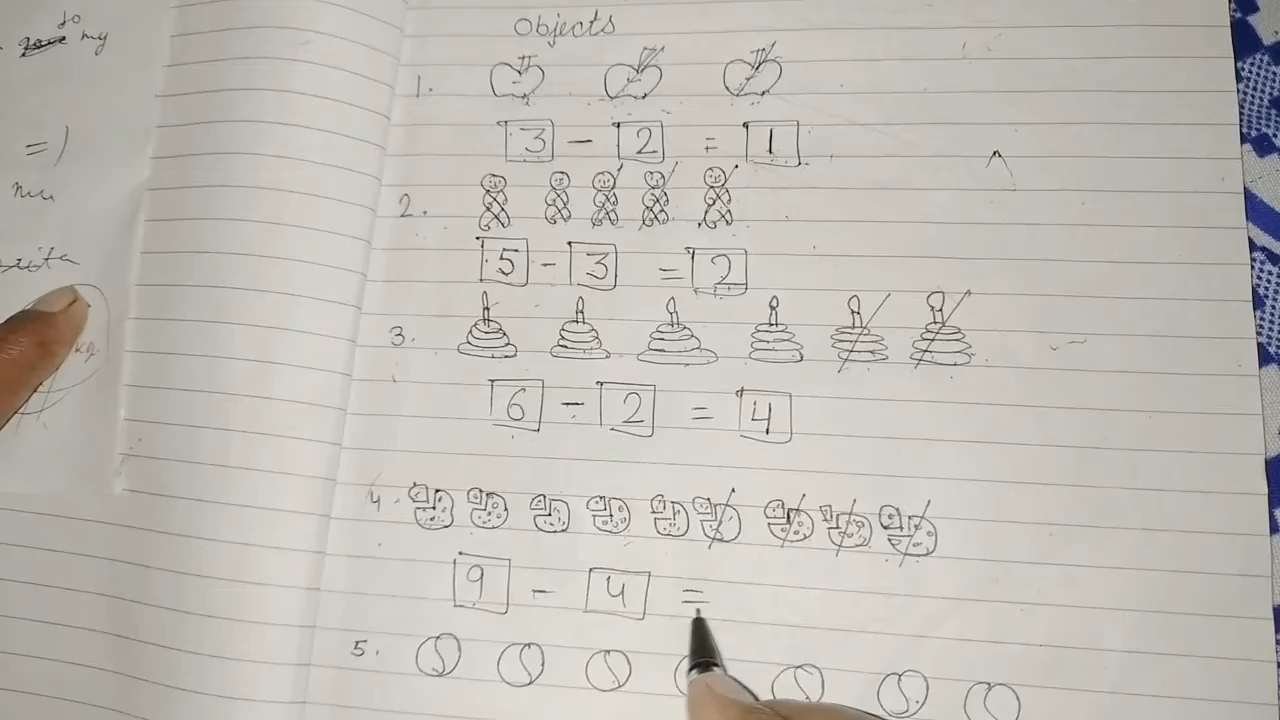 do
my
=)
Objects
1.
3 - 2 = 1
2.
5 - 3 = 2
3.
6 - 2 = 4
4.
9 - 4 =
5.